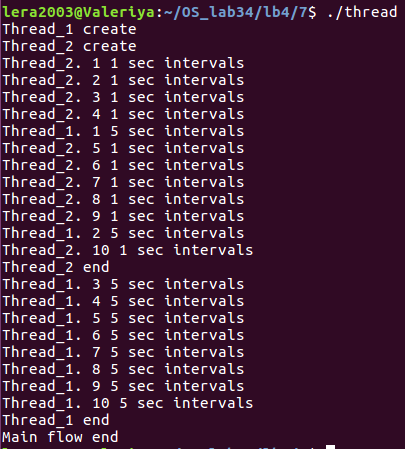 lera2003@Valeriya:~/OS_lab34/lb4/7$ ./thread
Thread_1 create
Thread_2 create
Thread_2. 1 1 sec intervals
Thread_2. 2 1 sec intervals
Thread_2. 3 1 sec intervals
Thread_2. 4 1 sec intervals
Thread_1. 1 5 sec intervals
Thread_2. 5 1 sec intervals
Thread_2. 6 1 sec intervals
Thread_2. 7 1 sec intervals
Thread_2. 8 1 sec intervals
Thread_2. 9 1 sec intervals
Thread_1. 2 5 sec intervals
Thread_2. 10 1 sec intervals
Thread_2 end
Thread_1. 3 5 sec intervals
Thread_1. 4 5 sec intervals
Thread_1. 5 5 sec intervals
Thread_1. 6 5 sec intervals
Thread_1. 7 5 sec intervals
Thread_1. 8 5 sec intervals
Thread_1. 9 5 sec intervals
Thread_1. 10 5 sec intervals
Thread_1 end
Main flow end